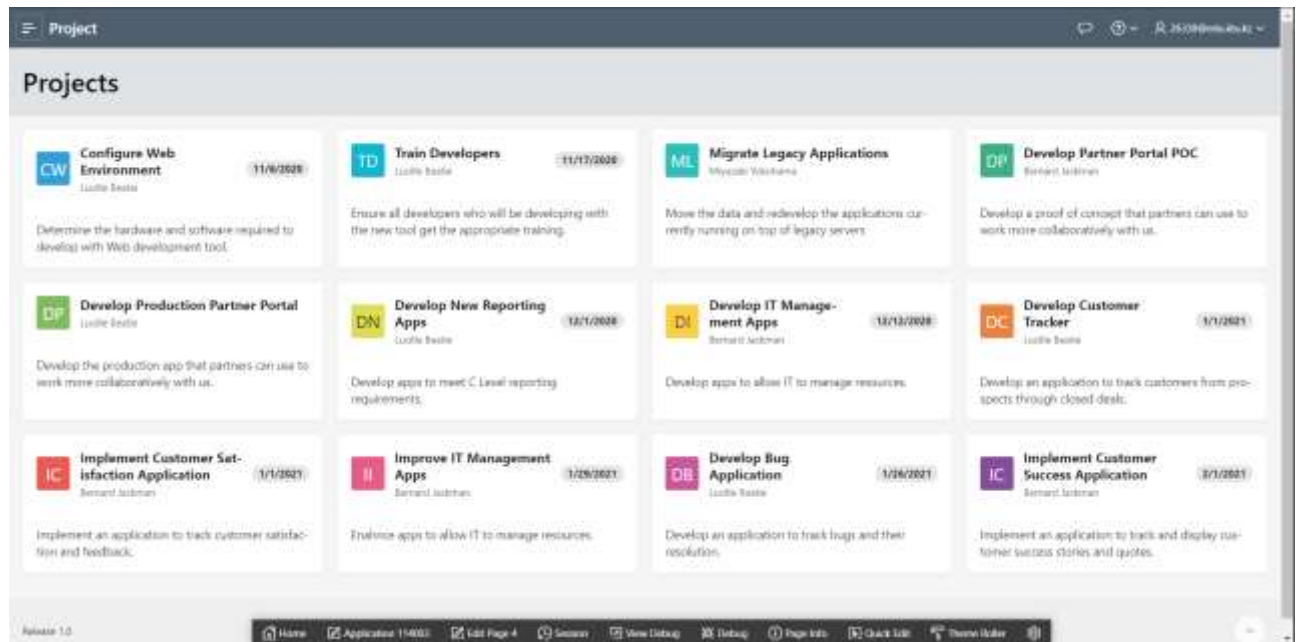 Project
Projects
CW
Configure Web
Environment
Lucille Beatie
11/6/2020
Determine the hardware and software required to
develop with Web development tool.
TD
Train Developers
Lucille Beatie
11/17/2020
Ensure all developers who will be developing with
the new tool get the appropriate training.
ML
Migrate Legacy Applications
Miyazaki Yokohama
Move the data and redevelop the applications cur-
rently running on top of legacy servers
DP
Develop Partner Portal POC
Bernard Jackman
Develop a proof of concept that partners can use to
work more collaboratively with us.
DP
Develop Production Partner Portal
Lucille Beatie
Develop the production app that partners can use to
work more collaboratively with us.
DN
Develop New Reporting
Apps
Lucille Beatie
12/1/2020
Develop apps to meet C Level reporting
requirements.
DI
Develop IT Manage-
ment Apps
Bernard Jackman
12/12/2020
Develop apps to allow IT to manage resources.
DC
Develop Customer
Tracker
Lucille Beatie
1/1/2021
Develop an application to track customers from pro-
spects through closed deals.
IC
Implement Customer Sat-
isfaction Application
Bernard Jackman
1/1/2021
Implement an application to track customer satisfac-
tion and feedback.
II
Improve IT Management
Apps
Bernard Jackman
1/29/2021
Enahnce apps to allow IT to manage resources.
DB
Develop Bug
Application
Lucille Beatie
1/26/2021
Develop an application to track bugs and their
resolution.
IC
Implement Customer
Success Application
Bernard Jackman
2/1/2021
Implement an application to track and display cus-
tomer success stories and quotes.
Release 1.0
Home
Application
Edit Page 4
Session
View Debug
Debug
Page Info
Quick Edit
Theme Roller